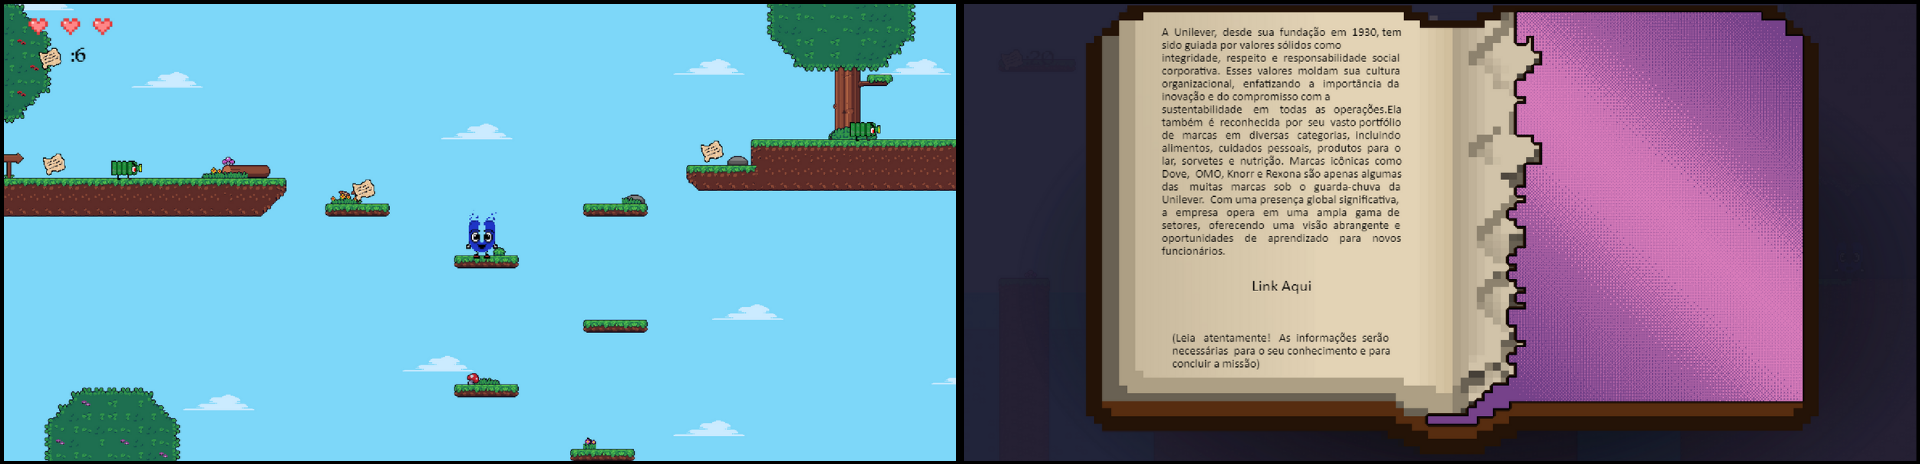 :6
A Unilever, desde sua fundação em 1930, tem
sido guiada por valores sólidos como
integridade, respeito e responsabilidade social
corporativa. Esses valores moldam sua cultura
organizacional, enfatizando a importância da
inovação e do compromisso com a
sustentabilidade em todas as operações.Ela
também é reconhecida por seu vasto portfólio
de marcas em diversas categorias, incluindo
alimentos, cuidados pessoais, produtos para o
lar, sorvetes e nutrição. Marcas icônicas como
Dove, OMO, Knorr e Rexona são apenas algumas
das muitas marcas sob o guarda-chuva da
Unilever. Com uma presença global significativa,
a empresa opera em uma ampla gama de
setores, oferecendo uma visão abrangente e
oportunidades de aprendizado para novos
funcionários.
Link Aqui
(Leia atentamente! As informações serão
necessárias para o seu conhecimento e para
concluir a missão)